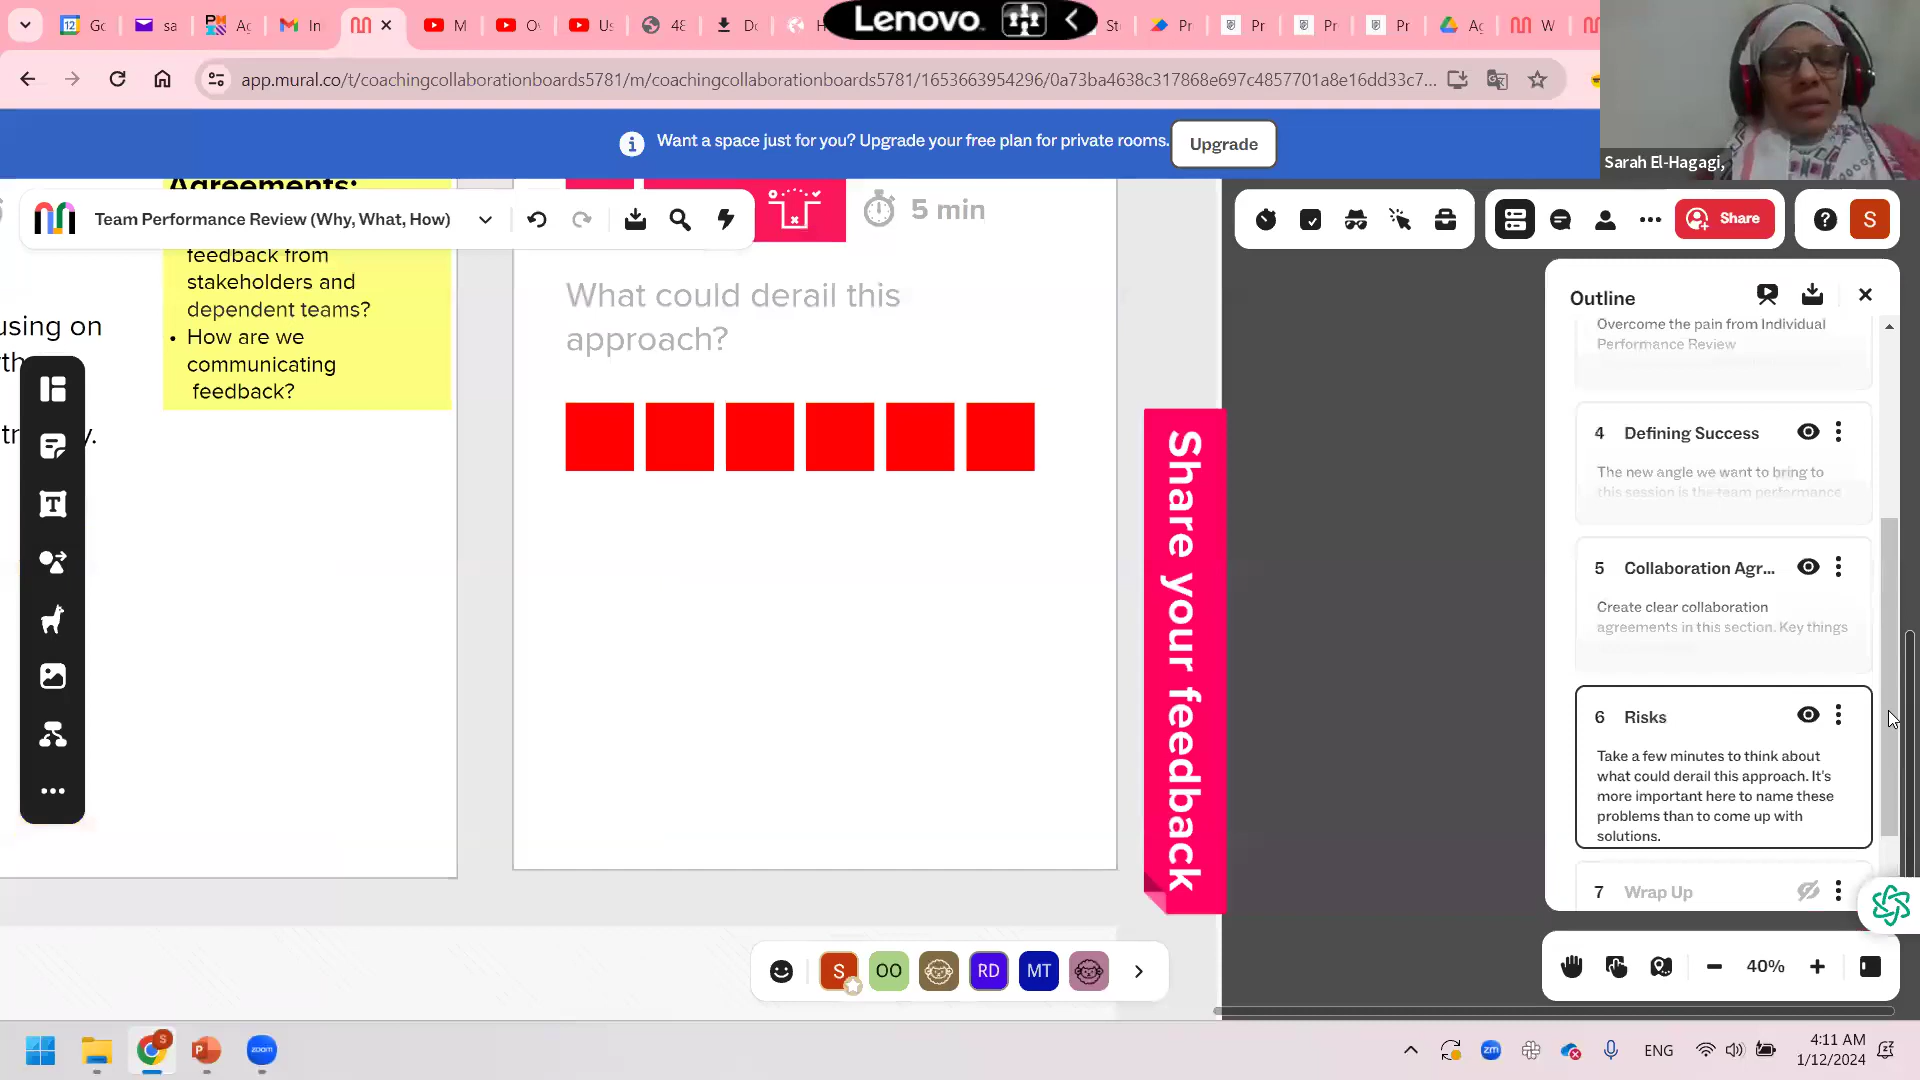 Lenovo
app.mural.co/t/coachingcollaborationboards5781/m/coachingcollaborationboards5781/1653663954296/0a73ba4638c317868e697c4857701a8e16dd33c7...
Want a space just for you? Upgrade your free plan for private rooms.
Upgrade
Sarah El-Hagagi,
Team Performance Review (Why, What, How)
Share
Agreements:
feedback from
stakeholders and
dependent teams?
• How are we
communicating
feedback?
using on
5 min
What could derail this
approach?
Share your feedback
Outline
Overcome the pain from Individual
Performance Review
4 Defining Success
The new angle we want to bring to
this session is the team performance
5 Collaboration Agr...
Create clear collaboration
agreements in this section. Key things
6 Risks
Take a few minutes to think about
what could derail this approach. It's
more important here to name these
problems than to come up with
solutions.
7 Wrap Up
S
OO
RD
MT
40%
zoom
ENG
4:11 AM
1/12/2024